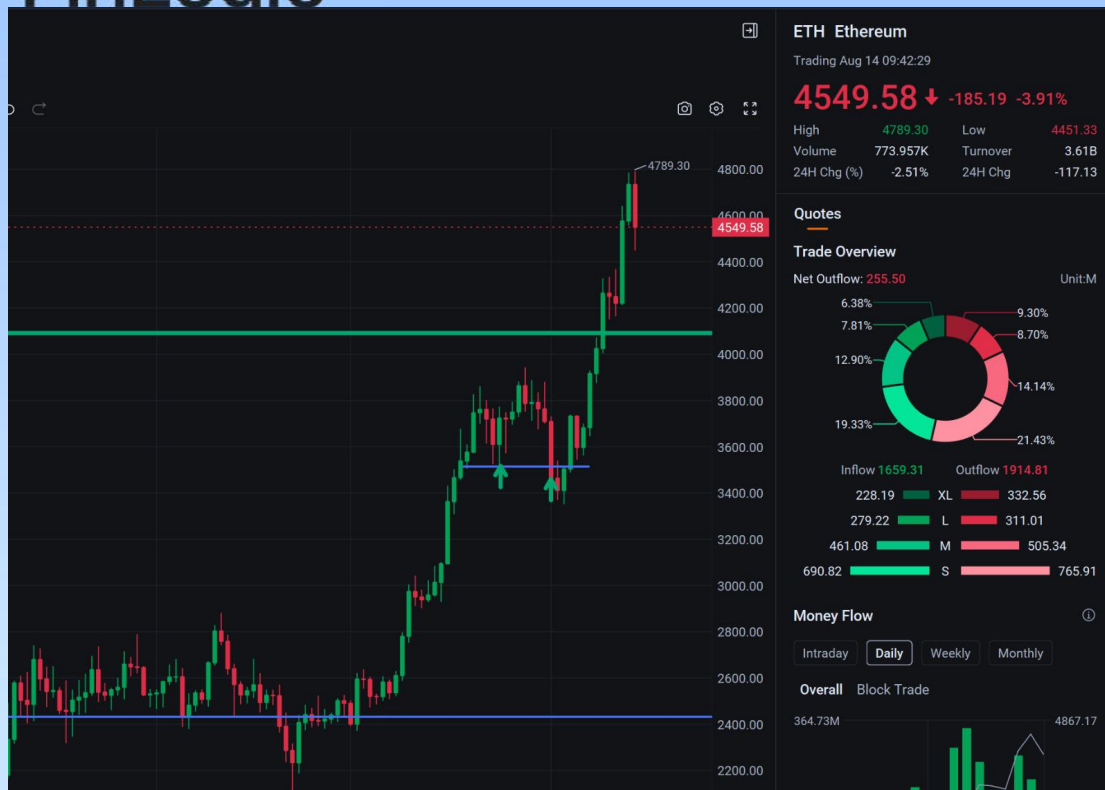 ETH Ethereum
Trading Aug 14 09:42:29
4549.58 -185.19 -3.91%
High 4789.30 Low 4451.33
Volume 773.957K Turnover 3.61B
24H Chg (%) -2.51% 24H Chg -117.13
4789.30
4800.00
4600.00
4549.58
4400.00
4200.00
4000.00
3800.00
3600.00
3400.00
3200.00
3000.00
2800.00
2600.00
2400.00
2200.00
Quotes
Trade Overview
Net Outflow: 255.50 Unit:M
6.38% 9.30%
7.81% 8.70%
12.90% 14.14%
19.33% 21.43%
Inflow 1659.31 Outflow 1914.81
228.19 XL 332.56
279.22 L 311.01
461.08 M 505.34
690.82 S 765.91
Money Flow
Intraday Daily Weekly Monthly
Overall Block Trade
364.73M 4867.17